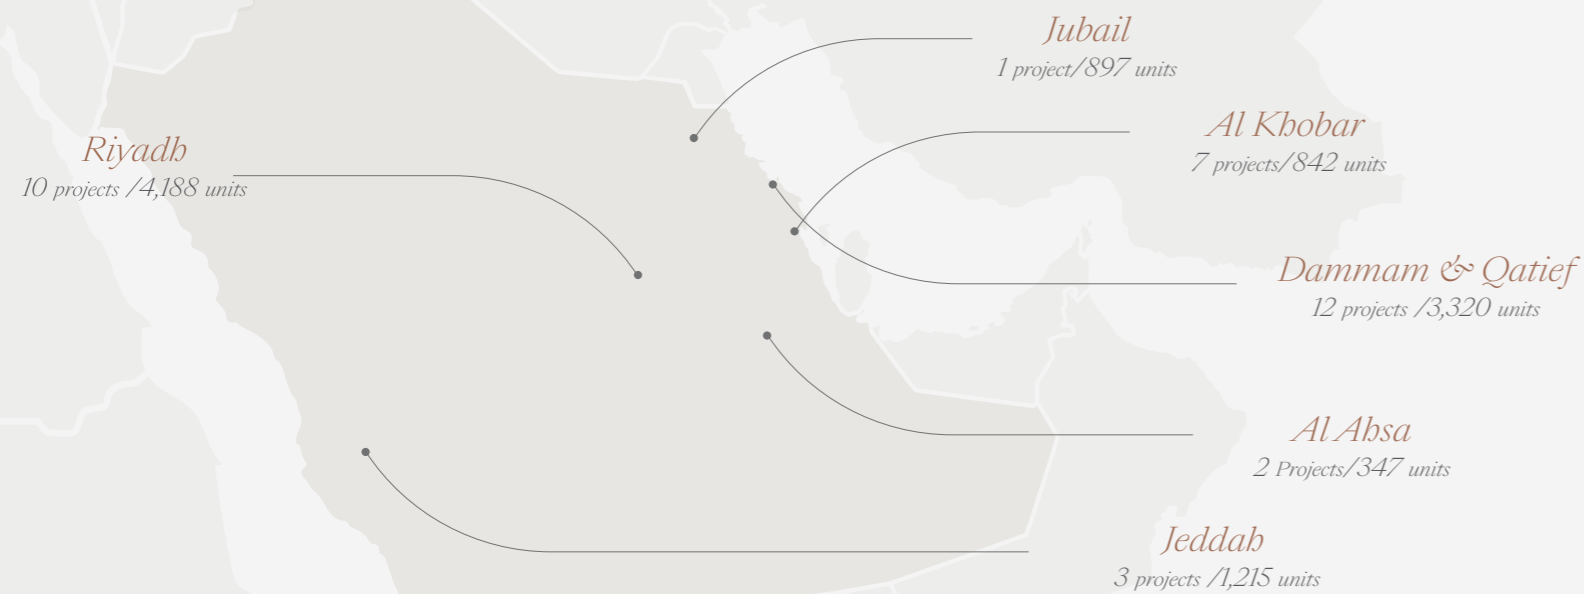 Jubail
1 project/897 units
Al Khobar
7 projects/842 units
Riyadh
10 projects /4,188 units
Dammam & Qatief
12 projects /3,320 units
Al Ahsa
2 Projects/347 units
Jeddah
3 projects /1,215 units